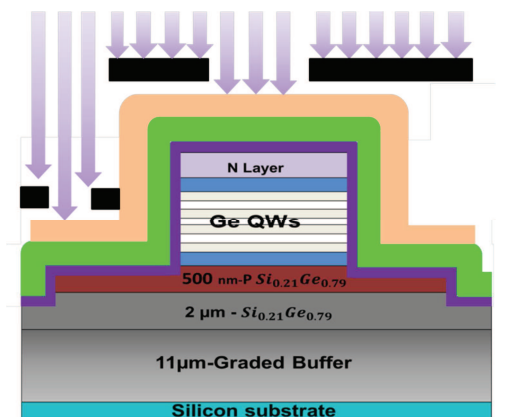 N Layer
Ge QWs
500 nm-P Si0.21Ge0.79
2 μm - Si0.21Ge0.79
11μm-Graded Buffer
Silicon substrate